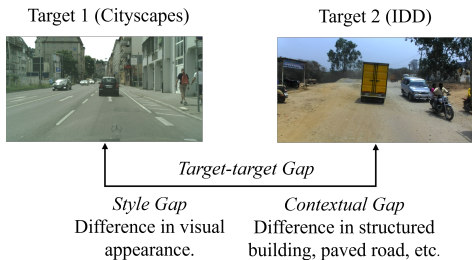 Target 1 (Cityscapes)
Target 2 (IDD)
Target-target Gap
Style Gap
Difference in visual
appearance.
Contextual Gap
Difference in structured
building, paved road, etc.